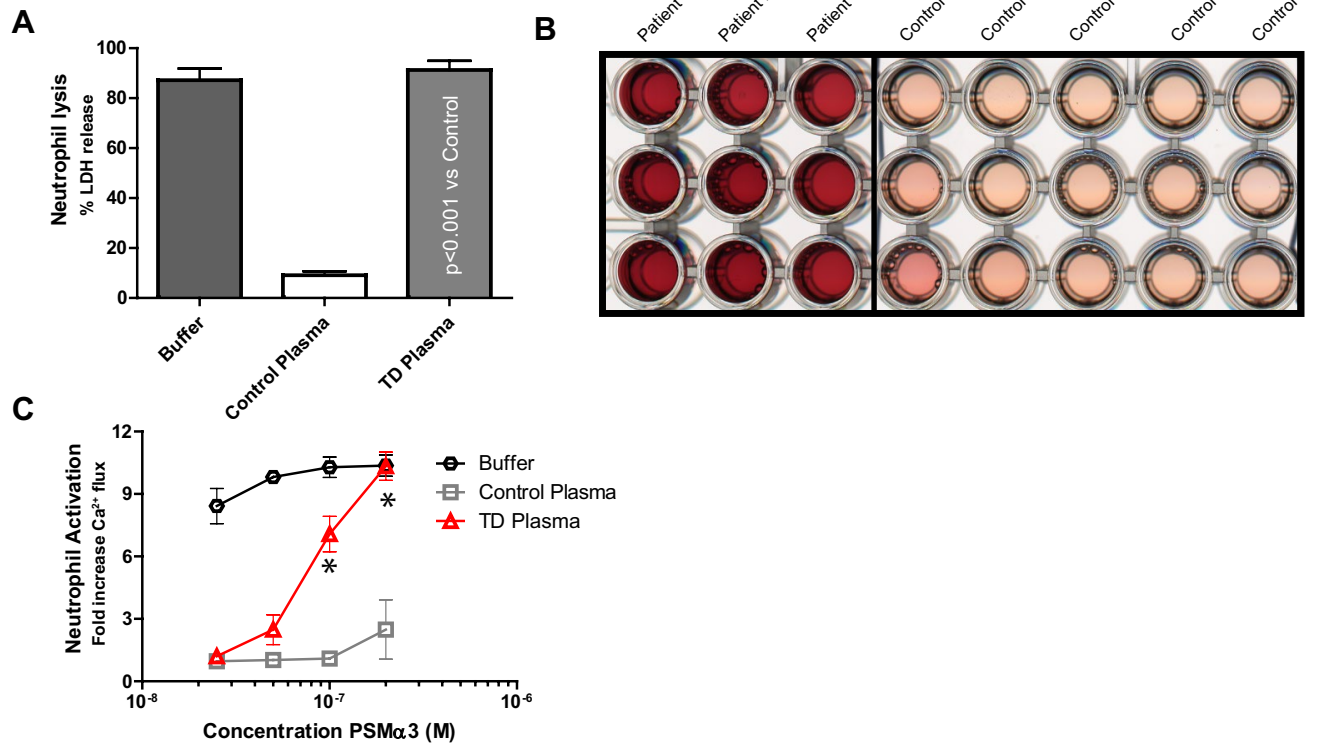 A
Neutrophil lysis
% LDH release
100
80
60
40
20
0
p<0.001 vs Control
Buffer
Control Plasma
TD Plasma
B
Patient
Patient
Patient
Control
Control
Control
Control
Control
C
Neutrophil Activation
Fold increase Ca²⁺ flux
12
9
6
3
0
*
*
10⁻⁸
10⁻⁷
10⁻⁶
Concentration PSMα3 (M)
Buffer
Control Plasma
TD Plasma